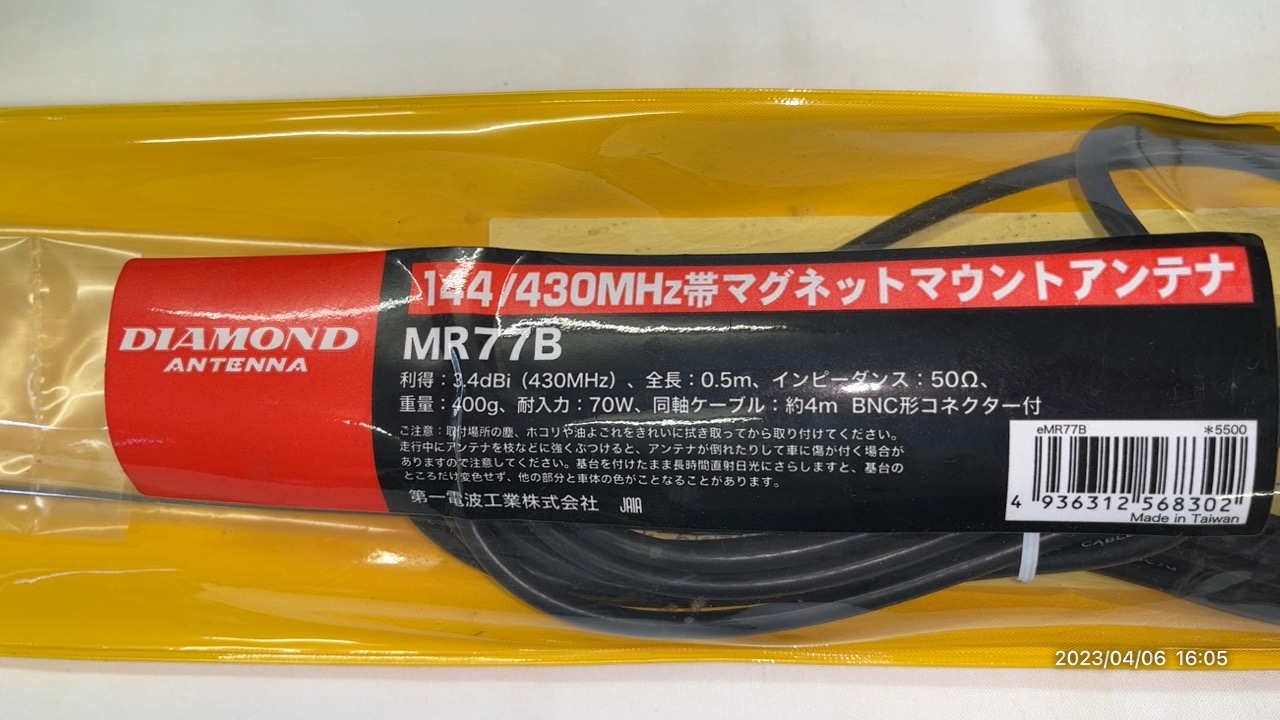 DIAMOND
ANTENNA
144/430MHz帯マグネットマウントアンテナ
MR77B
利得：3.4dBi（430MHz）、全長：0.5m、インピーダンス：50Ω、
重量：400g、耐入力：70W、同軸ケーブル：約4m BNC形コネクター付
ご注意：取付場所の塵、ホコリや油よごれをきれいに拭き取ってから取り付けてください。
走行中にアンテナを枝などに強くぶつけると、アンテナが倒れたりして車に傷が付く場合が
ありますので注意してください。基台を付けたまま長時間直射日光にさらしますと、基台の
ところだけ変色せず、他の部分と車体の色がことなることがあります。
第一電波工業株式会社 JAIA
eMR77B *5500
4 936312 568302
Made in Taiwan
CABLE
2023/04/06 16:05